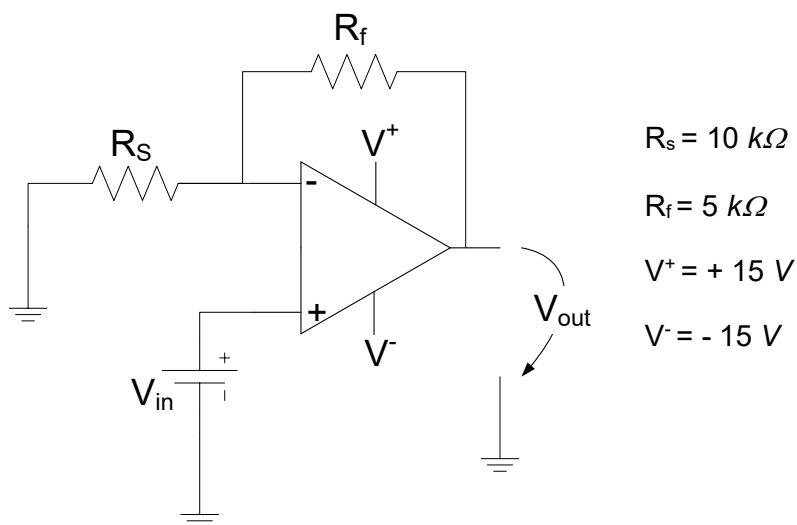 R_f
R_S
V⁺
-
+
V⁻
+
V_in
-
V_out
R_s = 10 kΩ
R_f = 5 kΩ
V⁺ = + 15 V
V⁻ = - 15 V